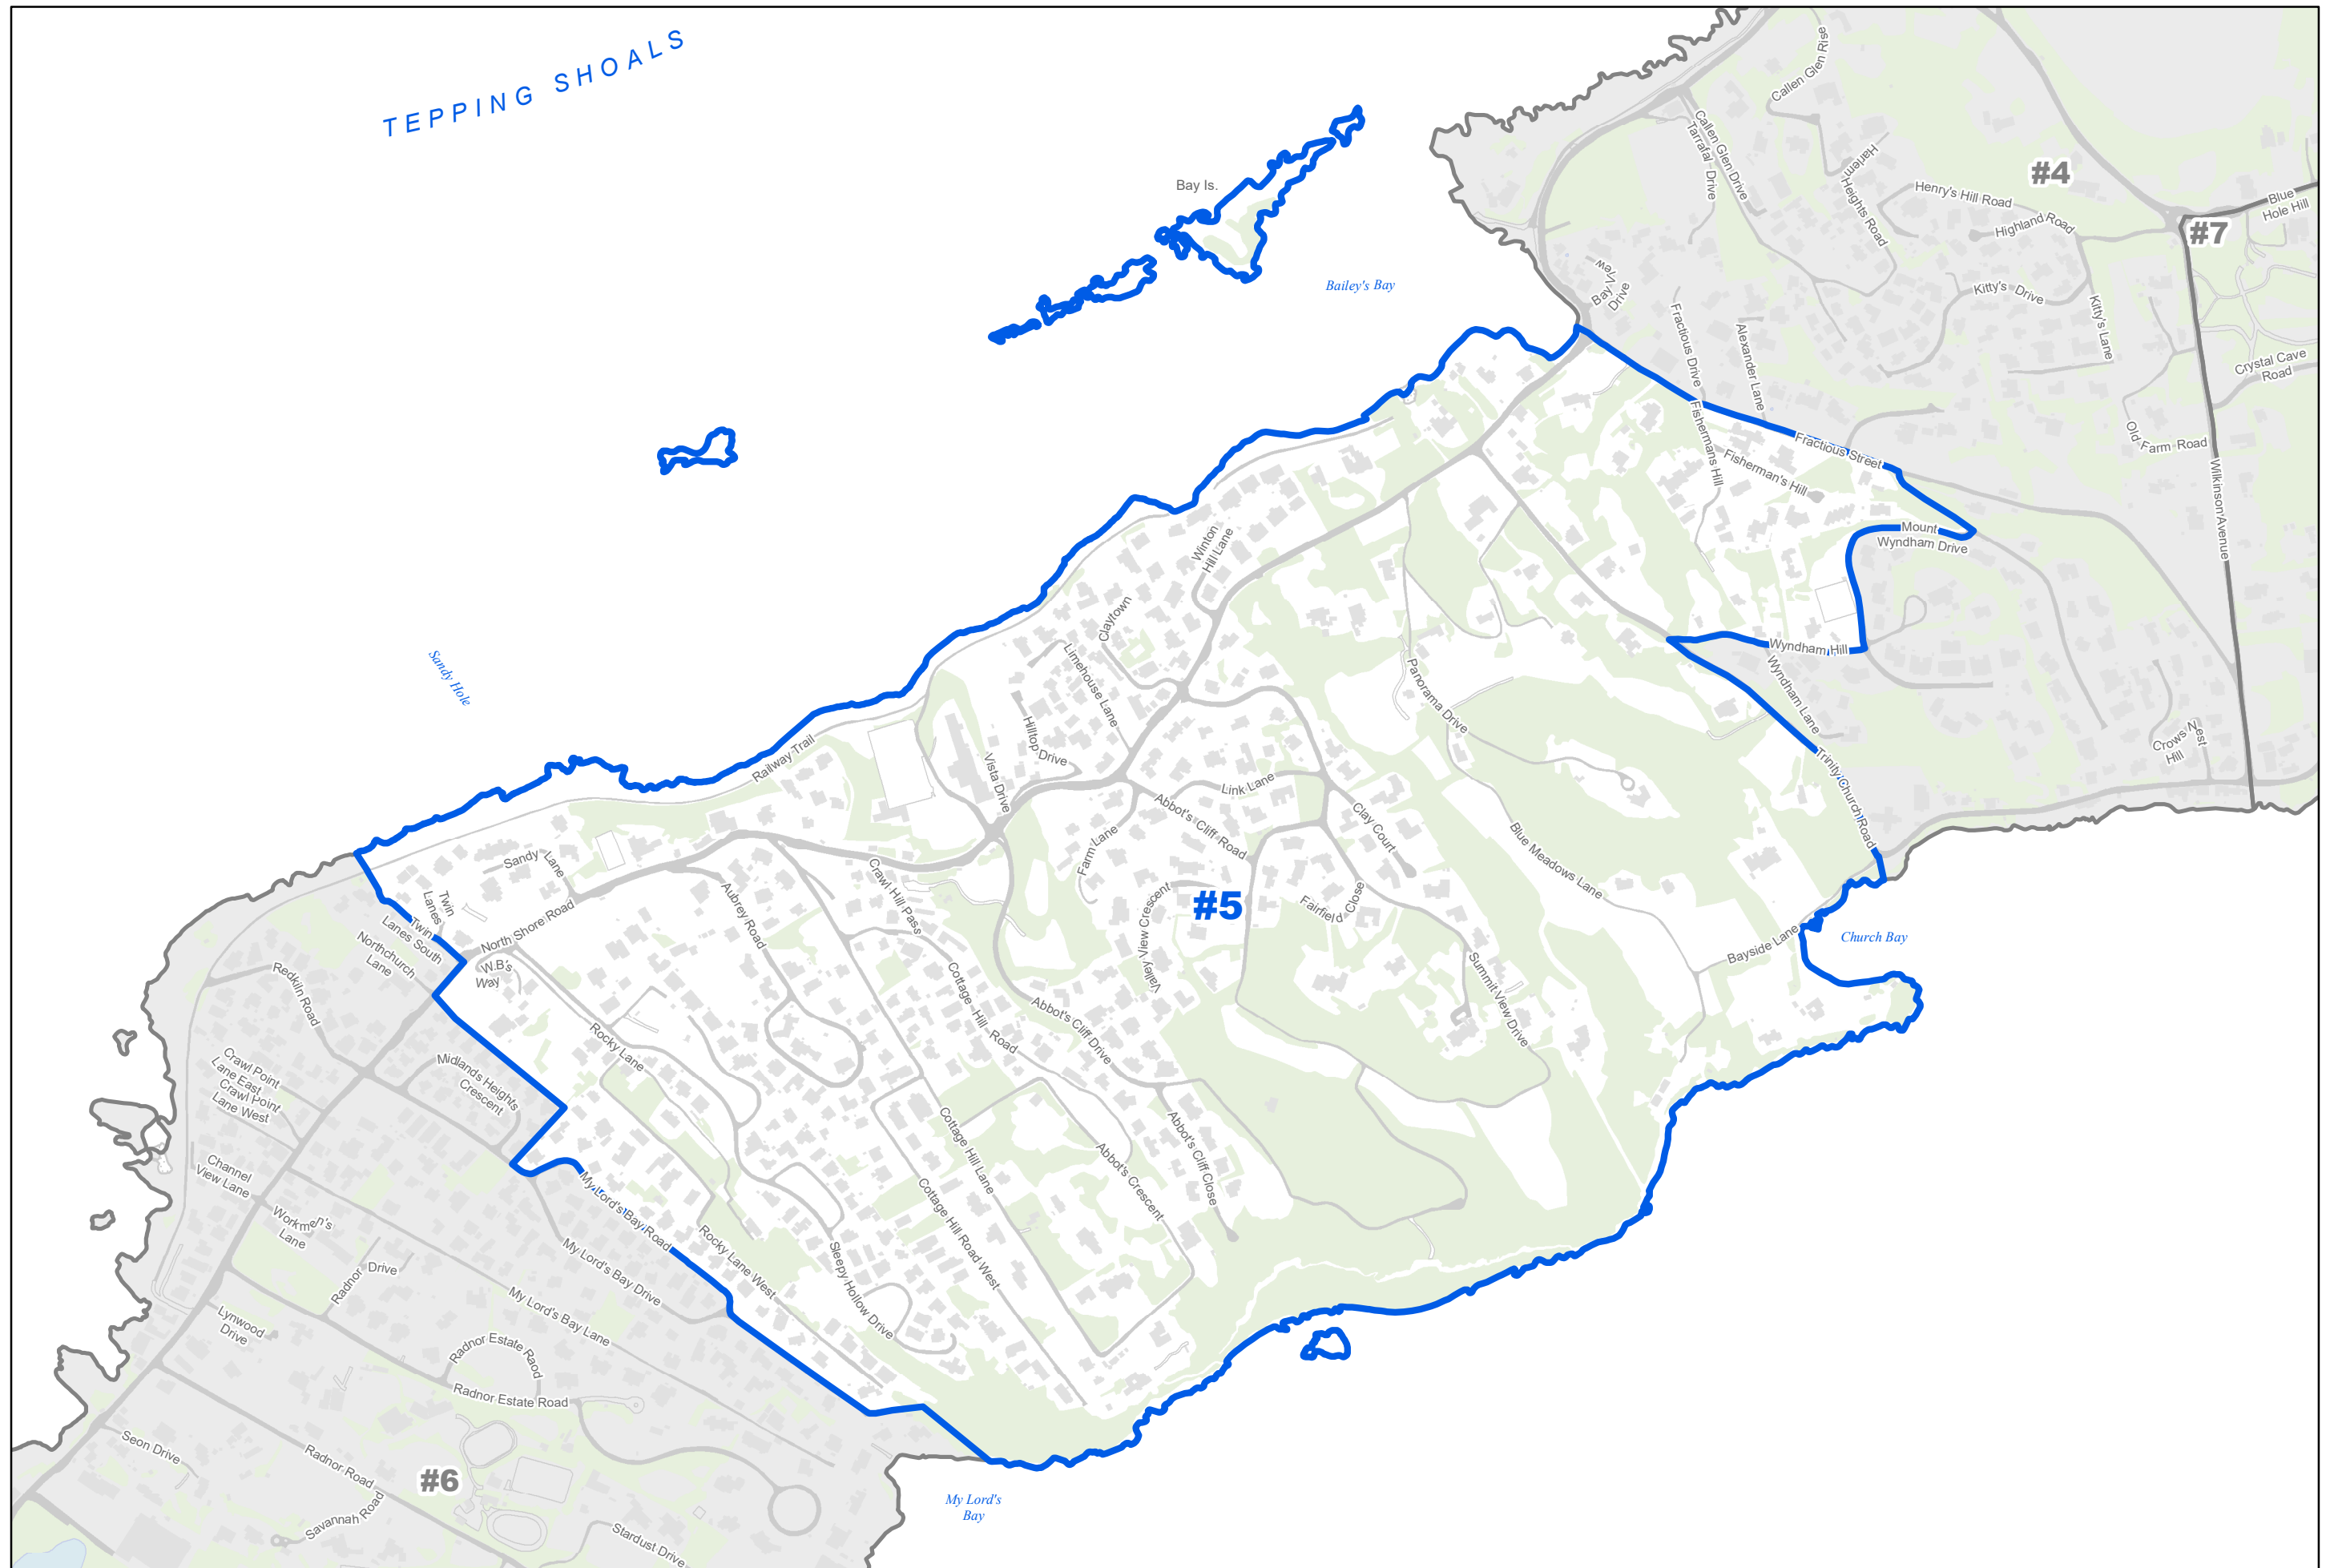 TEPPING SHOALS
Callen Glen Rise
Callen Glen Drive
Tarrafal Drive
Harlem
Heights Road
Henry's Hill Road
Highland Road
#4
#7
Blue
Hole Hill
Bay Is.
Bailey's Bay
Bay View
Drive
Fractious Drive
Alexander Lane
Kitty's Drive
Kitty's Lane
Crystal Cave
Road
Old Farm Road
Wilkinson Avenue
Fractious Street
Fishermans Hill
Fisherman's Hill
Mount
Wyndham Drive
Wyndham Hill
Wyndham Lane
Trinity Church Road
Crows Nest
Hill
Winton
Hill Lane
Claytown
Limehouse Lane
Hilltop Drive
Vista Drive
Railway Trail
Sandy Hole
Panorama Drive
Link Lane
Abbot's Cliff Road
Farm Lane
Clay Court
Blue Meadows Lane
Sandy Lane
Twin
Lanes
Twin
Lanes South
Northchurch
Lane
North Shore Road
W.B's
Way
Aubrey Road
Crawl Hill Pass
Valley View Crescent
#5
Fairfield Close
Summit View Drive
Bayside Lane
Church Bay
Redkiln Road
Rocky Lane
Cottage Hill Road
Abbot's Cliff Drive
Crawl Point
Lane East
Crawl Point
Lane West
Midlands Heights
Crescent
Cottage Hill Lane
Abbot's Cliff Close
Abbot's Crescent
Channel
View Lane
My Lord's Bay Road
Cottage Hill Road West
Workmen's
Lane
Radnor Drive
My Lord's Bay Drive
Rocky Lane West
Sleepy Hollow Drive
My Lord's Bay Lane
Lynwood
Drive
Radnor Estate Raod
Radnor Estate Road
Seon Drive
Radnor Road
#6
Savannah Road
Stardust Drive
My Lord's
Bay